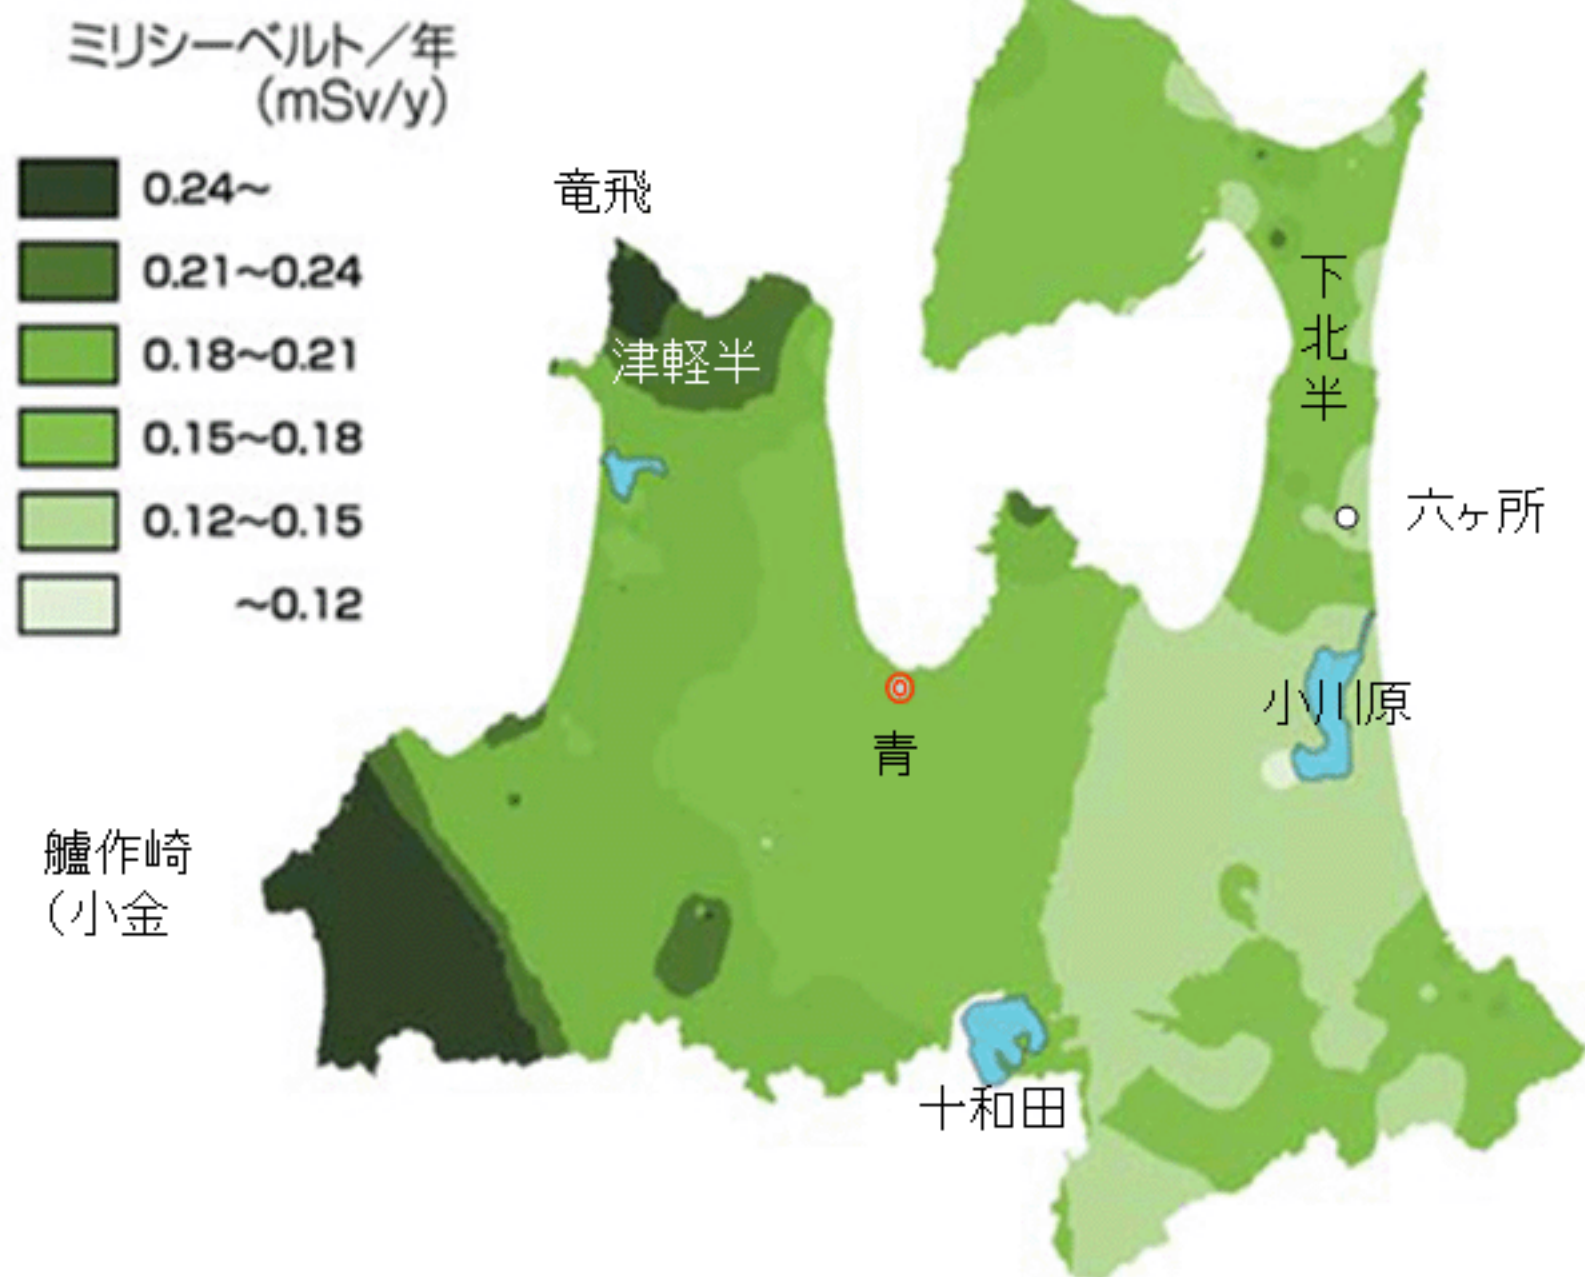 ミリシーベルト／年
(mSv/y)
0.24～
0.21～0.24
0.18～0.21
0.15～0.18
0.12～0.15
～0.12
竜飛
津軽半
下
北
半
六ヶ所
小川原
青
艫作崎
(小金
十和田